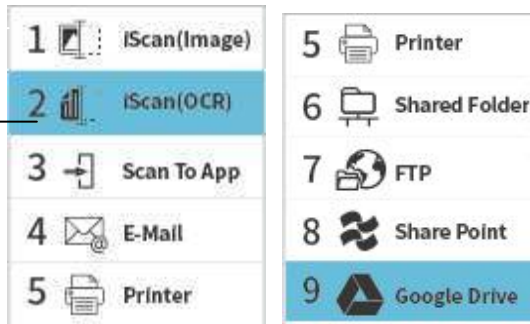 1 iScan(Image)
2 iScan(OCR)
3 Scan To App
4 E-Mail
5 Printer
5 Printer
6 Shared Folder
7 FTP
8 Share Point
9 Google Drive